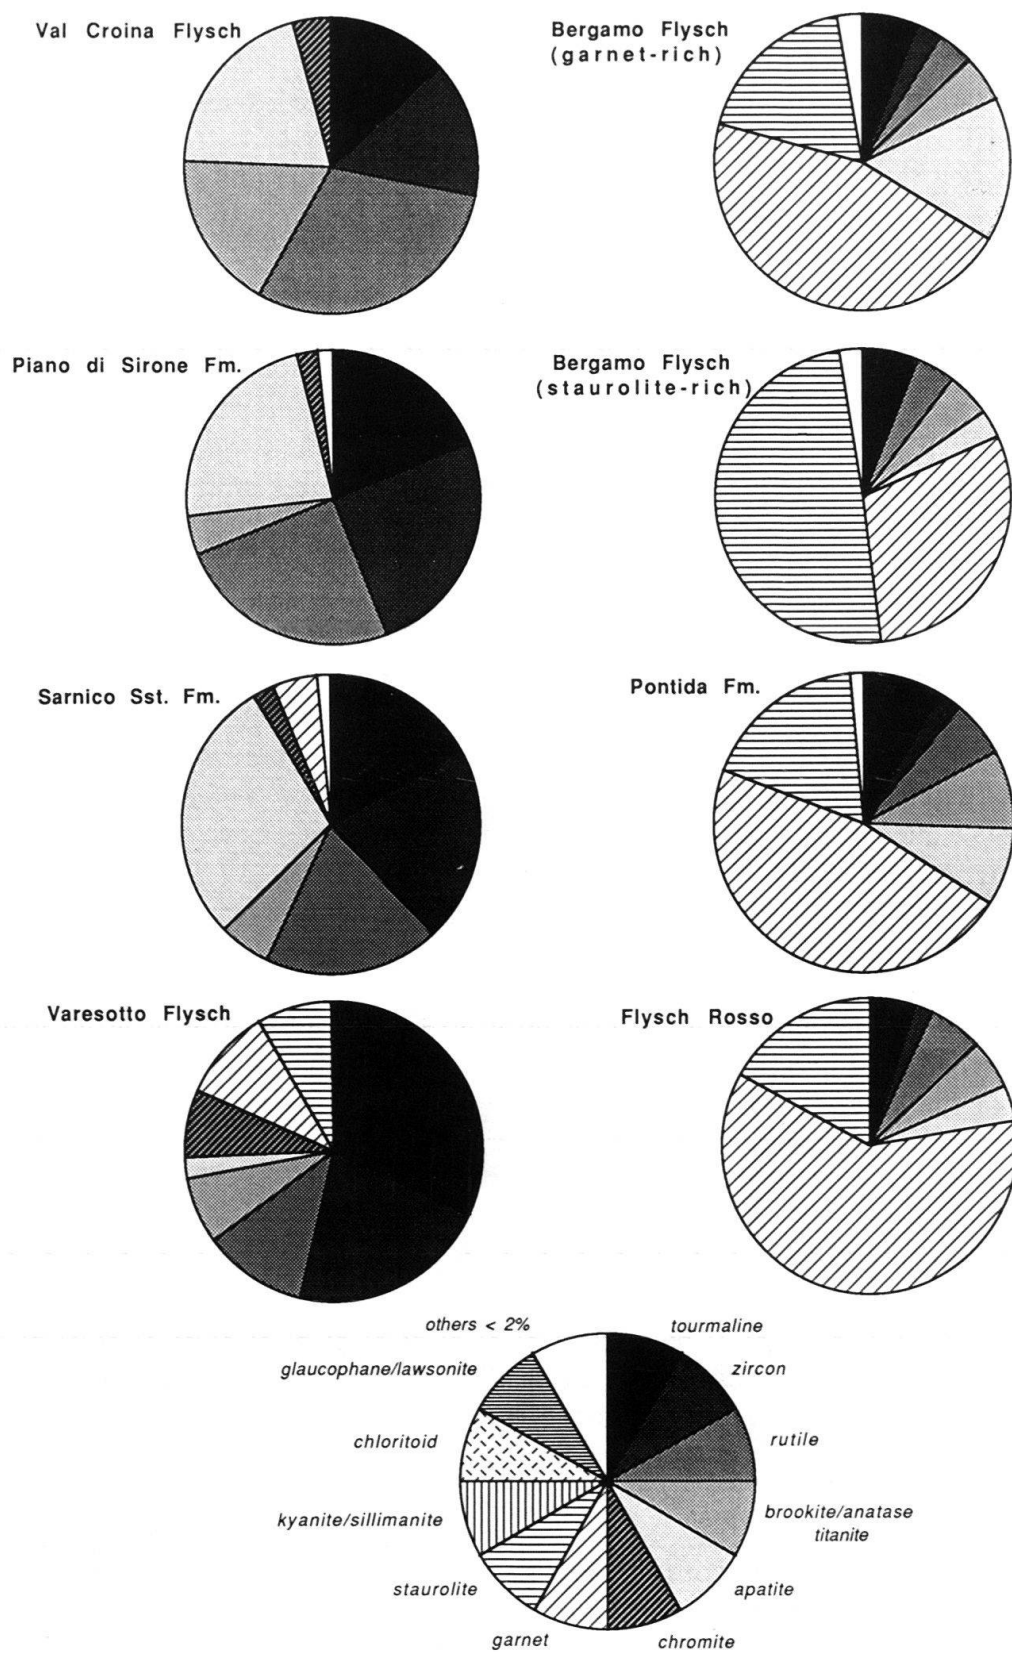 Val Croina Flysch
Bergamo Flysch
(garnet-rich)
Piano di Sirone Fm.
Bergamo Flysch
(staurolite-rich)
Sarnico Sst. Fm.
Pontida Fm.
Varesotto Flysch
Flysch Rosso
others < 2%
tourmaline
glaucophane/lawsonite
zircon
chloritoid
rutile
kyanite/sillimanite
brookite/anatase
titanite
staurolite
apatite
garnet
chromite